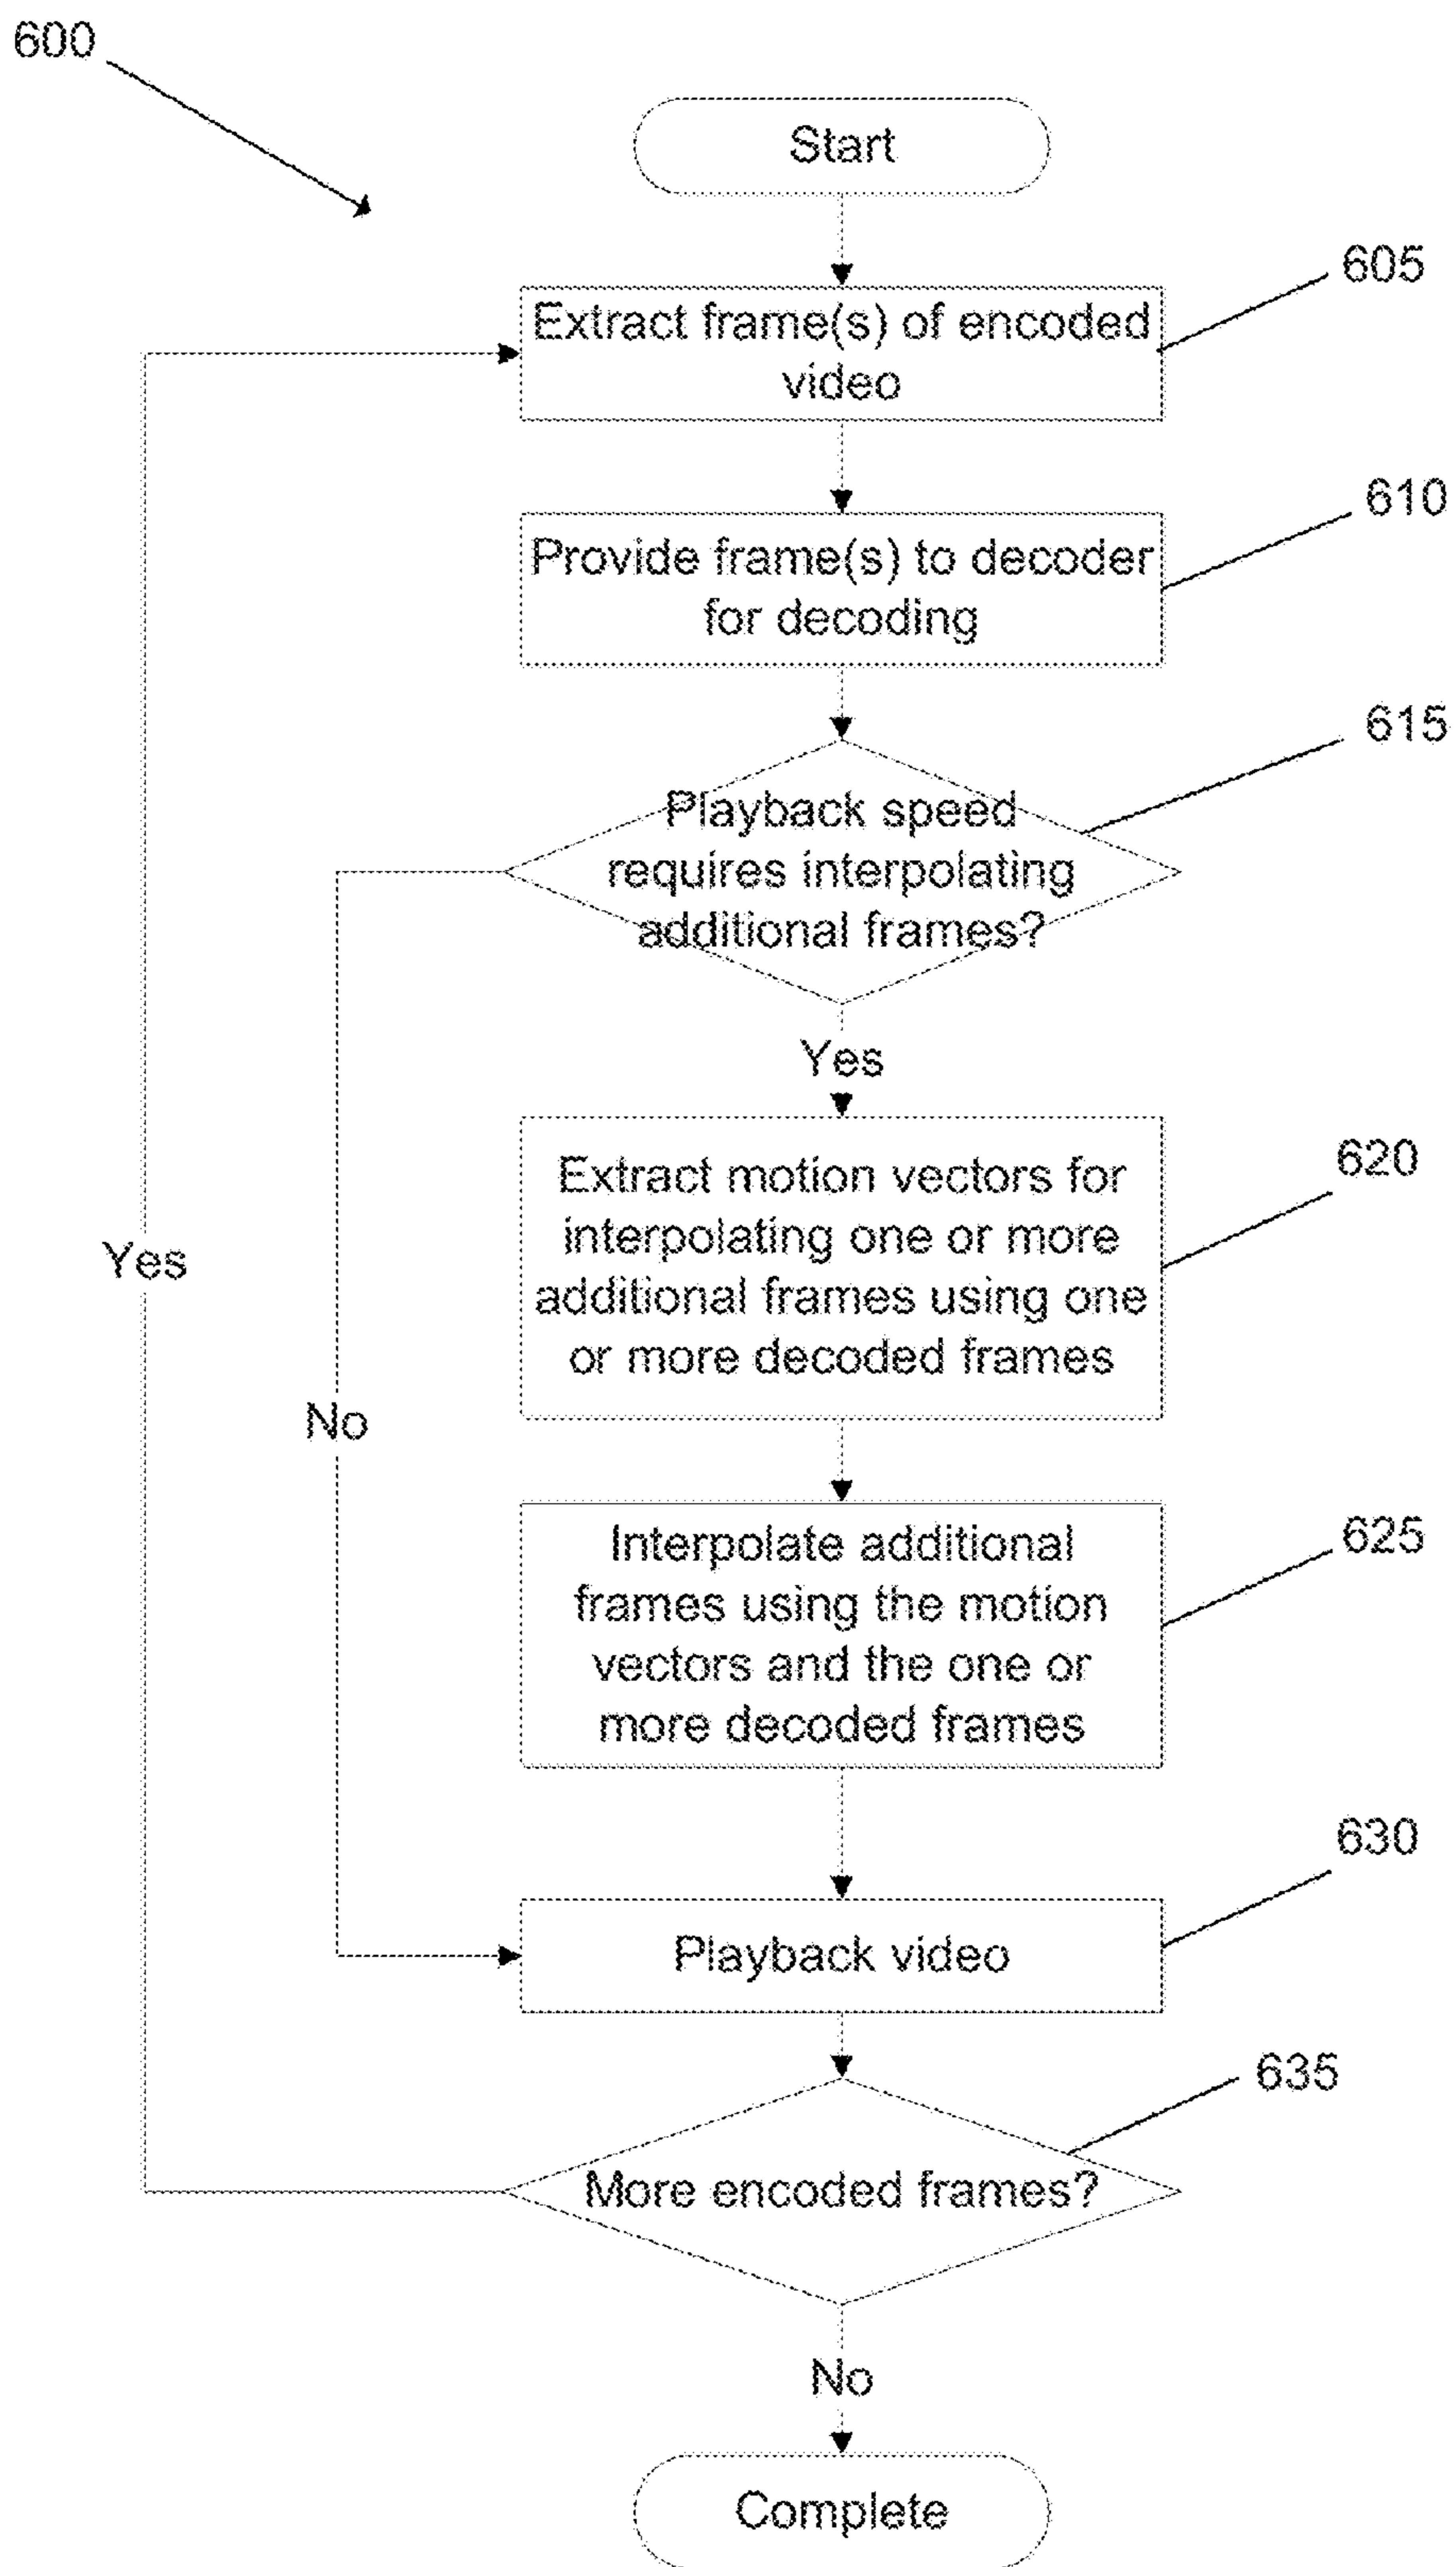 600
Start
605
Extract frame(s) of encoded
video
610
Provide frame(s) to decoder
for decoding
615
Playback speed
requires interpolating
additional frames?
Yes
620
Extract motion vectors for
interpolating one or more
additional frames using one
or more decoded frames
Yes
No
625
Interpolate additional
frames using the motion
vectors and the one or
more decoded frames
630
Playback video
635
More encoded frames?
No
Complete